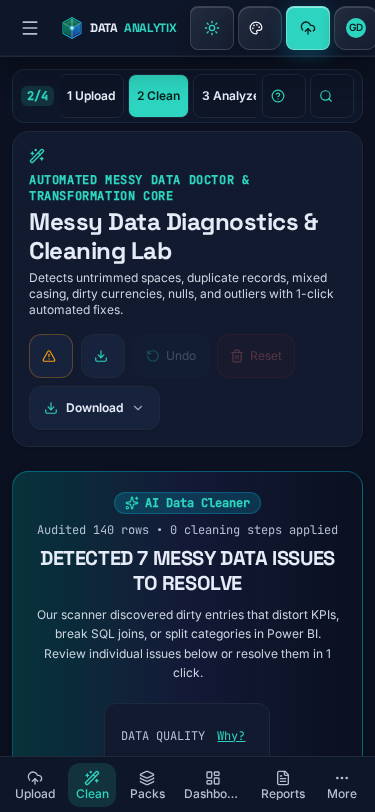 DATA ANALYTIX
GD
2/4 1 Upload 2 Clean 3 Analyze
AUTOMATED MESSY DATA DOCTOR &
TRANSFORMATION CORE
Messy Data Diagnostics &
Cleaning Lab
Detects untrimmed spaces, duplicate records, mixed
casing, dirty currencies, nulls, and outliers with 1-click
automated fixes.
Undo Reset
Download
AI Data Cleaner
Audited 140 rows • 0 cleaning steps applied
DETECTED 7 MESSY DATA ISSUES
TO RESOLVE
Our scanner discovered dirty entries that distort KPIs,
break SQL joins, or split categories in Power BI.
Review individual issues below or resolve them in 1
click.
DATA QUALITY Why?
Upload Clean Packs Dashbo... Reports More